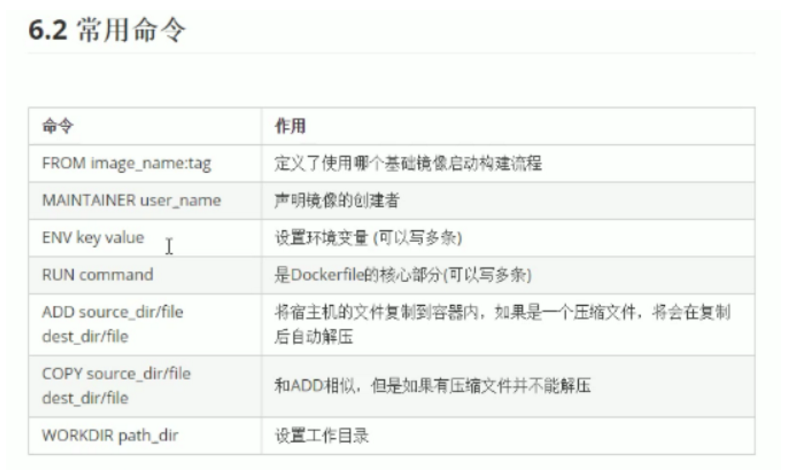 6.2 常用命令
命令 作用
FROM image_name:tag 定义了使用哪个基础镜像启动构建流程
MAINTAINER user_name 声明镜像的创建者
ENV key value 设置环境变量 (可以写多条)
RUN command 是Dockerfile的核心部分(可以写多条)
ADD source_dir/file 将宿主机的文件复制到容器内，如果是一个压缩文件，将会在复制
dest_dir/file 后自动解压
COPY source_dir/file
dest_dir/file 和ADD相似，但是如果有压缩文件并不能解压
WORKDIR path_dir 设置工作目录